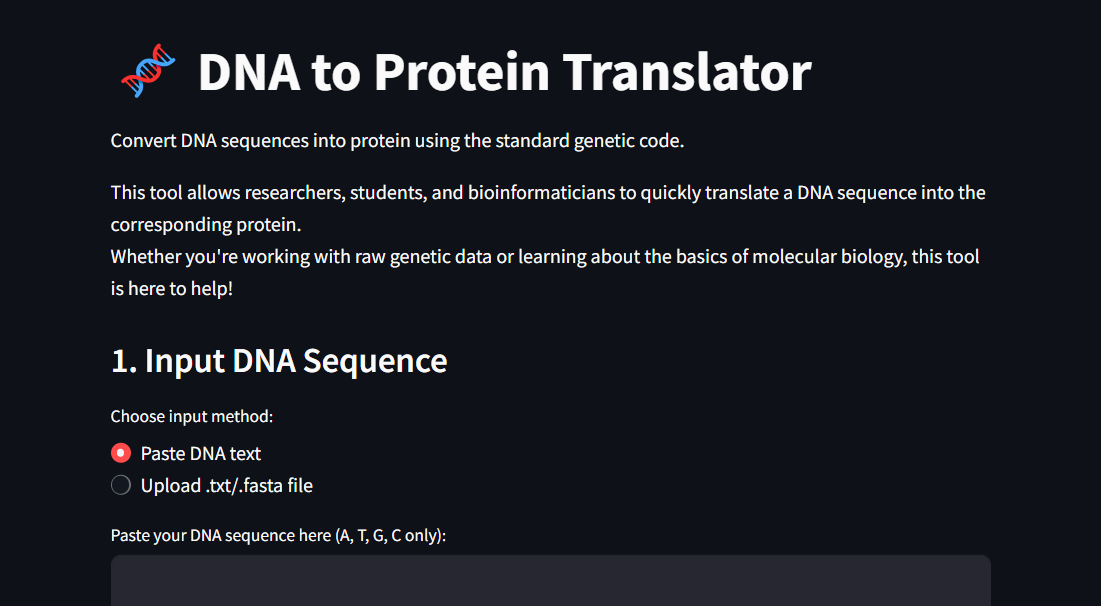 DNA to Protein Translator
Convert DNA sequences into protein using the standard genetic code.
This tool allows researchers, students, and bioinformaticians to quickly translate a DNA sequence into the
corresponding protein.
Whether you're working with raw genetic data or learning about the basics of molecular biology, this tool
is here to help!
1. Input DNA Sequence
Choose input method:
Paste DNA text
Upload .txt/.fasta file
Paste your DNA sequence here (A, T, G, C only):